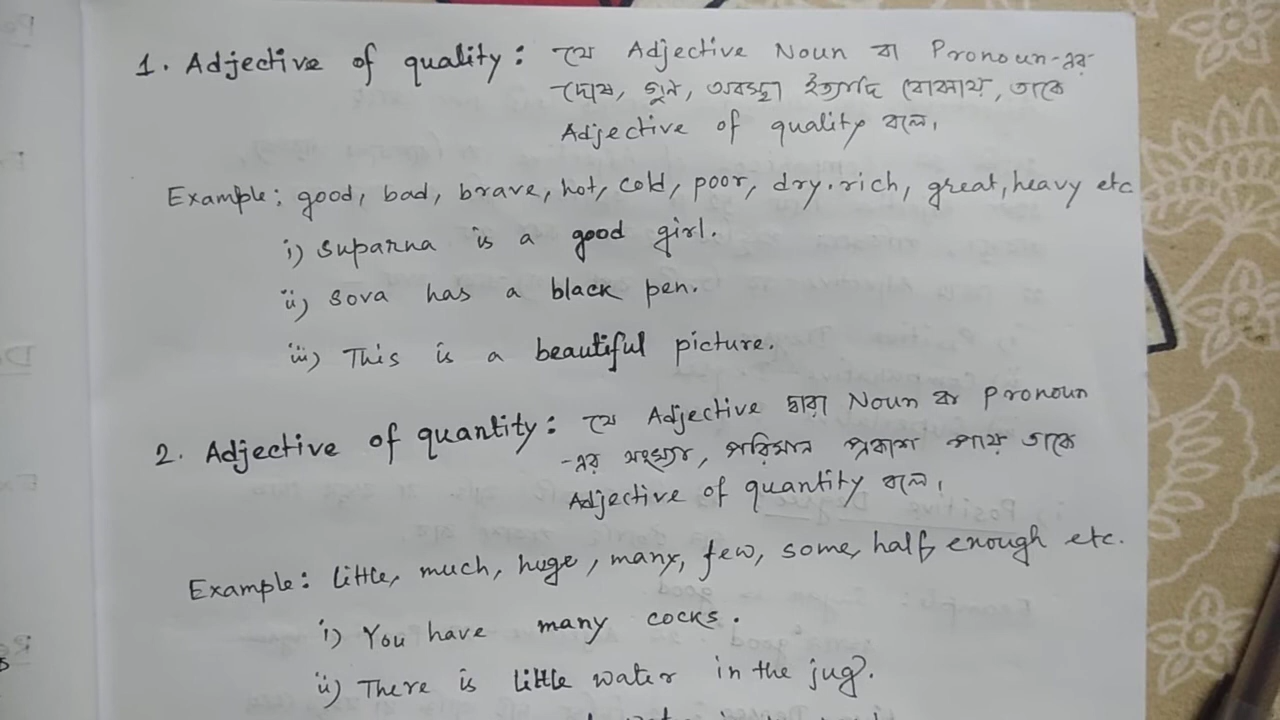 1. Adjective of quality : যে Adjective Noun বা Pronoun-এর
দোষ, গুন, অবস্থা ইত্যাদি বোঝায়, তাকে
Adjective of quality বলে।
Example: good, bad, brave, hot, cold, poor, dry. rich, great, heavy etc
i) Suparna is a good girl.
ii) Sova has a black pen.
iii) This is a beautiful picture.
2. Adjective of quantity : যে Adjective দ্বারা Noun বা Pronoun
-এর সংখ্যার, পরিমান প্রকাশ পায় তাকে
Adjective of quantity বলে।
Example: little, much, huge, many, few, some, half, enough etc.
i) You have many cocks.
ii) There is little water in the jug.